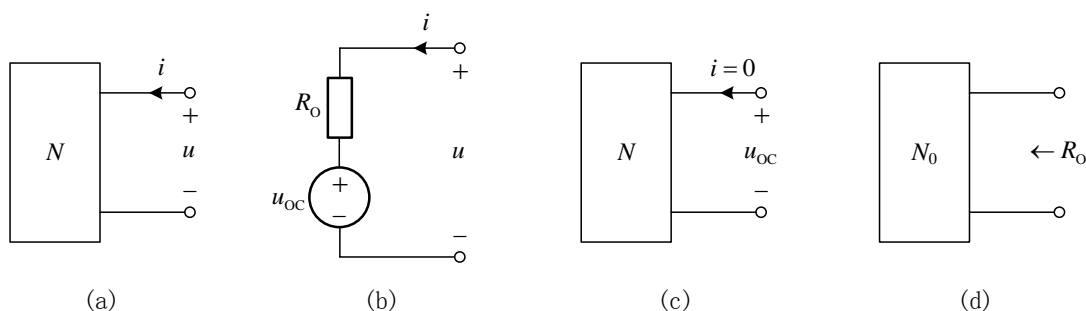 i
+
N
u
−
(a)
i
+
R_O
u
+
u_OC
−
−
(b)
i = 0
+
N
u_OC
−
(c)
N_0
← R_O
(d)